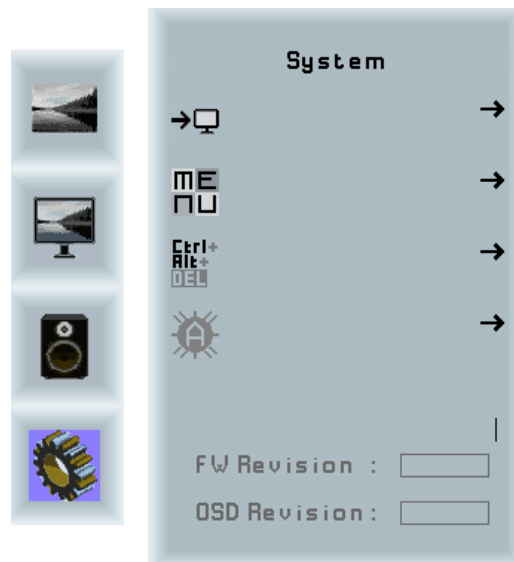 System
ME
NU
Ctrl+
Alt+
DEL
A
FW Revision :
OSD Revision: